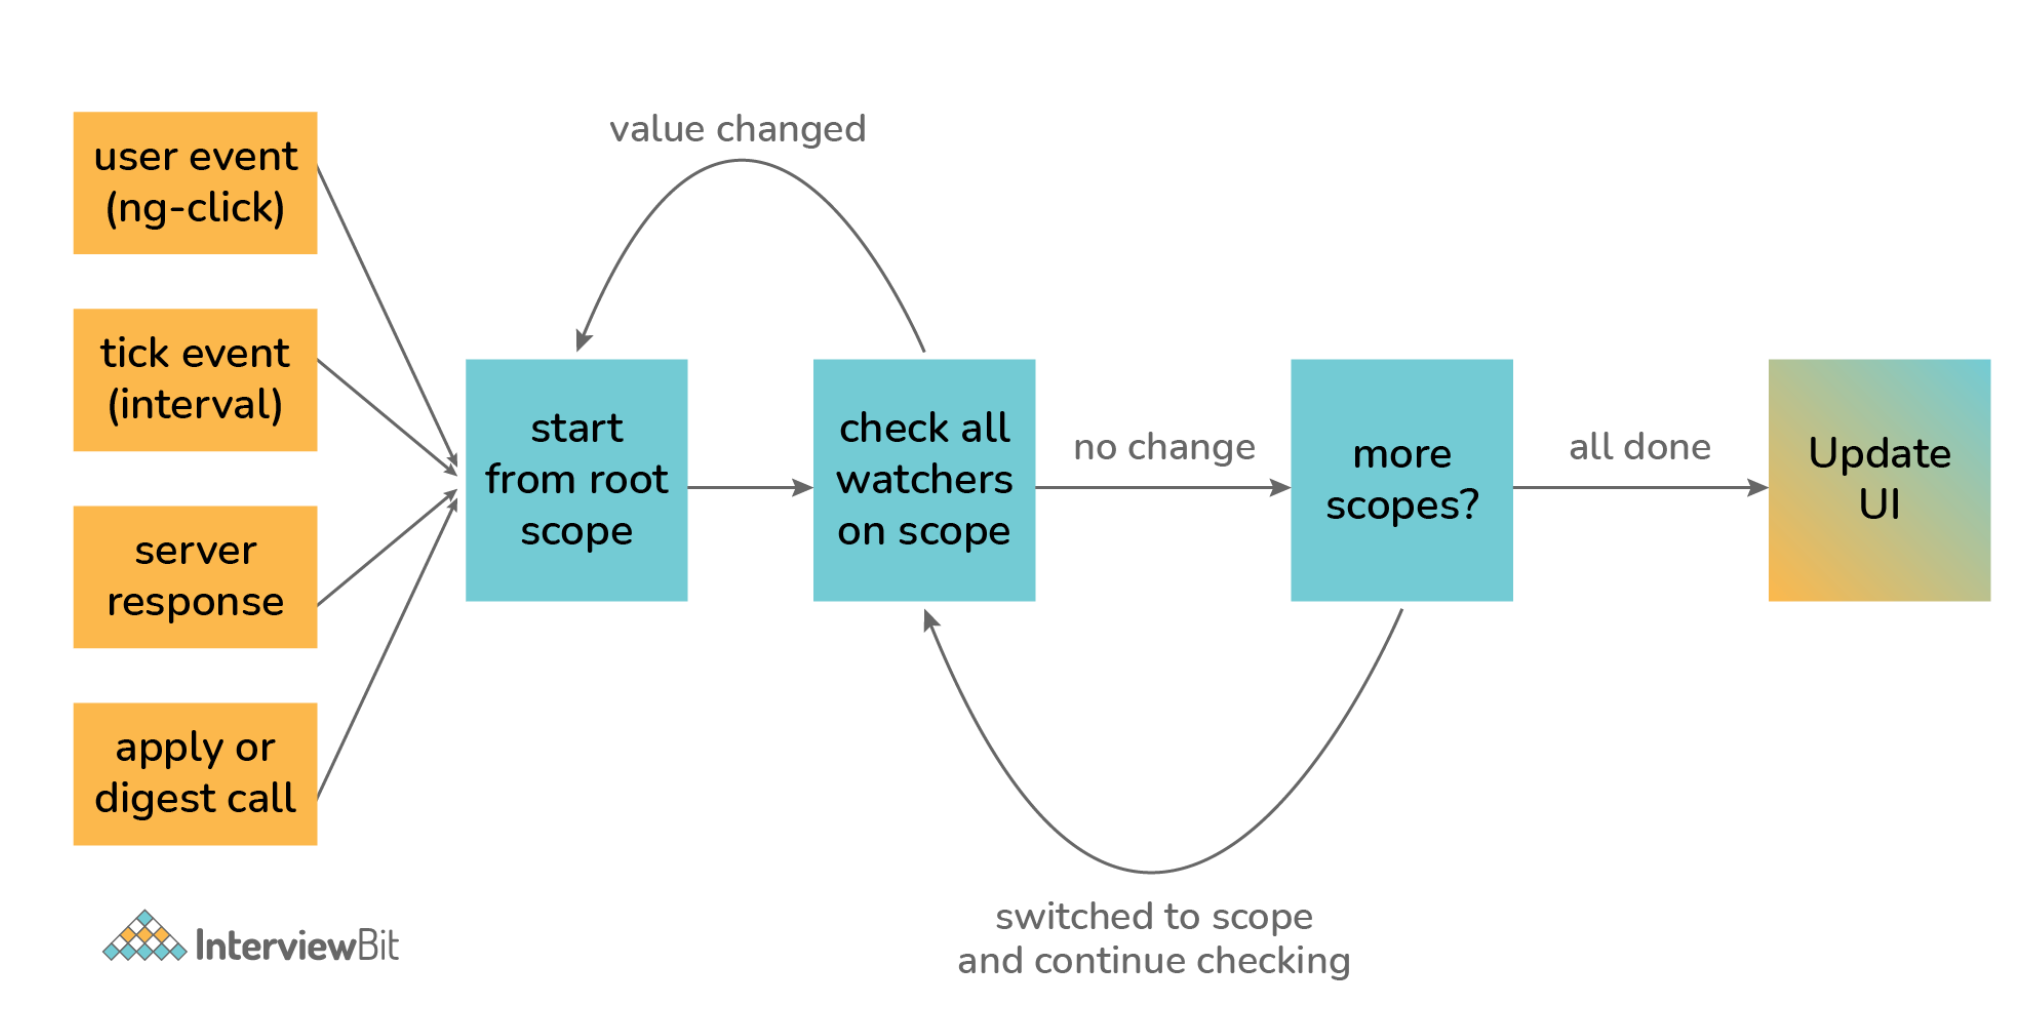 user event
(ng-click)
tick event
(interval)
server
response
apply or
digest call
value changed
start
from root
scope
check all
watchers
on scope
no change
more
scopes?
all done
Update
UI
switched to scope
and continue checking
InterviewBit